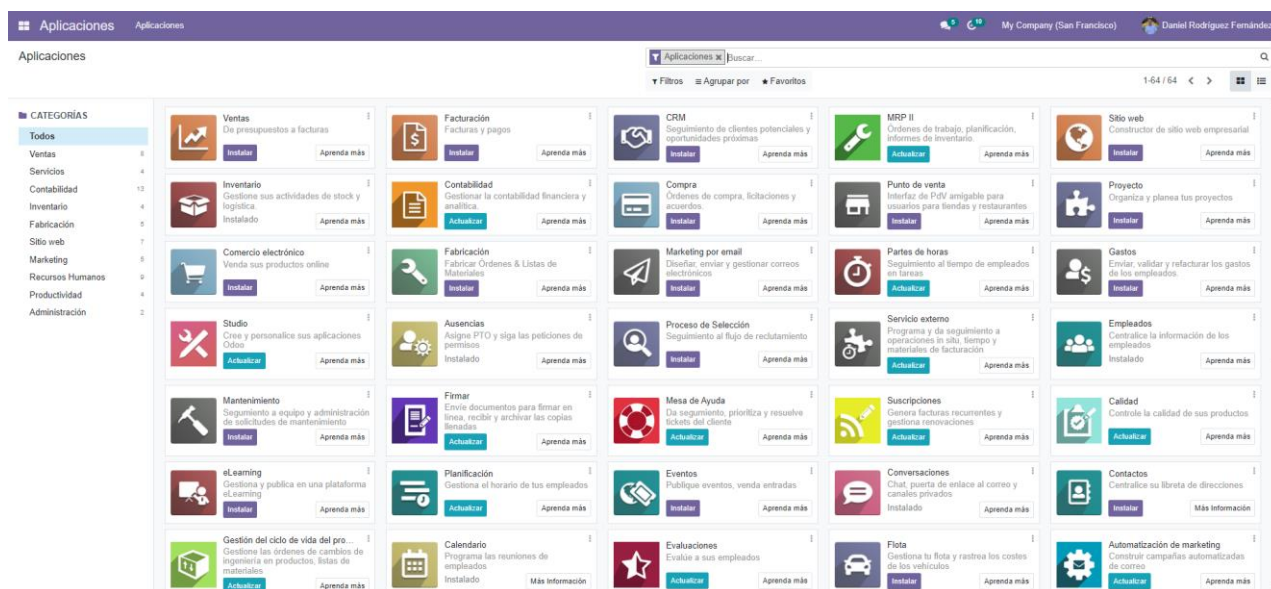 Aplicaciones Aplicaciones 5 10 My Company (San Francisco) Daniel Rodríguez Fernández
Aplicaciones
Aplicaciones x Buscar...
Filtros Agrupar por Favoritos 1-64 / 64
CATEGORÍAS
Todos
Ventas 8
Servicios 4
Contabilidad 13
Inventario 4
Fabricación 5
Sitio web 7
Marketing 5
Recursos Humanos 9
Productividad 4
Administración 2
Ventas
De presupuestos a facturas
Instalar Aprenda más
Facturación
Facturas y pagos
Instalar Aprenda más
CRM
Seguimiento de clientes potenciales y
oportunidades próximas
Instalar Aprenda más
MRP II
Órdenes de trabajo, planificación,
informes de inventario.
Actualizar Aprenda más
Sitio web
Constructor de sitio web empresarial
Instalar Aprenda más
Inventario
Gestione sus actividades de stock y
logística.
Instalado Aprenda más
Contabilidad
Gestionar la contabilidad financiera y
analítica.
Actualizar Aprenda más
Compra
Órdenes de compra, licitaciones y
acuerdos.
Instalar Aprenda más
Punto de venta
Interfaz de PdV amigable para
usuarios para tiendas y restaurantes
Instalar Aprenda más
Proyecto
Organiza y planea tus proyectos
Instalar Aprenda más
Comercio electrónico
Venda sus productos online
Instalar Aprenda más
Fabricación
Fabricar Órdenes & Listas de
Materiales
Instalar Aprenda más
Marketing por email
Diseñar, enviar y gestionar correos
electrónicos
Instalar Aprenda más
Partes de horas
Seguimiento al tiempo de empleados
en tareas
Actualizar Aprenda más
Gastos
Enviar, validar y refacturar los gastos
de los empleados.
Instalar Aprenda más
Studio
Cree y personalice sus aplicaciones
Odoo
Actualizar Aprenda más
Ausencias
Asigne PTO y siga las peticiones de
permisos
Instalado Aprenda más
Proceso de Selección
Seguimiento al flujo de reclutamiento
Instalar Aprenda más
Servicio externo
Programa y da seguimiento a
operaciones in situ, tiempo y
materiales de facturación
Actualizar Aprenda más
Empleados
Centralice la información de los
empleados
Instalado Aprenda más
Mantenimiento
Segumiento a equipo y administración
de solicitudes de mantenimiento
Instalar Aprenda más
Firmar
Envíe documentos para firmar en
línea, recibir y archivar las copias
llenadas
Actualizar Aprenda más
Mesa de Ayuda
Da segumiento, prioritiza y resuelve
tickets del cliente
Actualizar Aprenda más
Suscripciones
Genera facturas recurrentes y
gestiona renovaciones
Actualizar Aprenda más
Calidad
Controle la calidad de sus productos
Actualizar Aprenda más
eLearning
Gestiona y publica en una plataforma
eLearning
Instalar Aprenda más
Planificación
Gestiona el horario de tus empleados
Actualizar Aprenda más
Eventos
Publique eventos, venda entradas
Instalar Aprenda más
Conversaciones
Chat, puerta de enlace al correo y
canales privados
Instalado Aprenda más
Contactos
Centralice su libreta de direcciones
Instalar Más Información
Gestión del ciclo de vida del pro...
Gestione las órdenes de cambios de
ingeniería en productos, listas de
materiales
Actualizar Aprenda más
Calendario
Programa las reuniones de
empleados
Instalado Más Información
Evaluaciones
Evalúe a sus empleados
Actualizar Aprenda más
Flota
Gestiona tu flota y rastrea los costes
de los vehículos
Instalar Aprenda más
Automatización de marketing
Construir campañas automatizadas
de correo
Actualizar Aprenda más